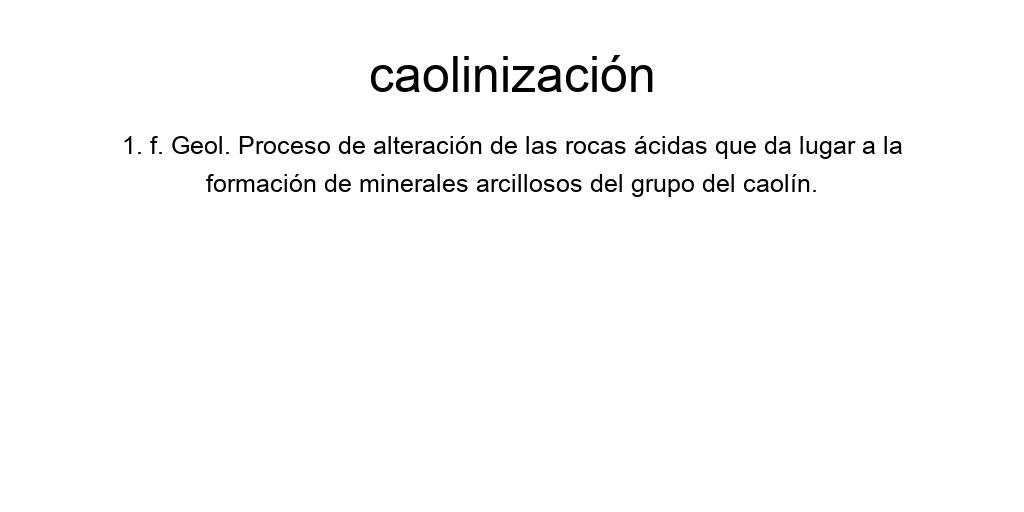 caolinización
1. f. Geol. Proceso de alteración de las rocas ácidas que da lugar a la
formación de minerales arcillosos del grupo del caolín.